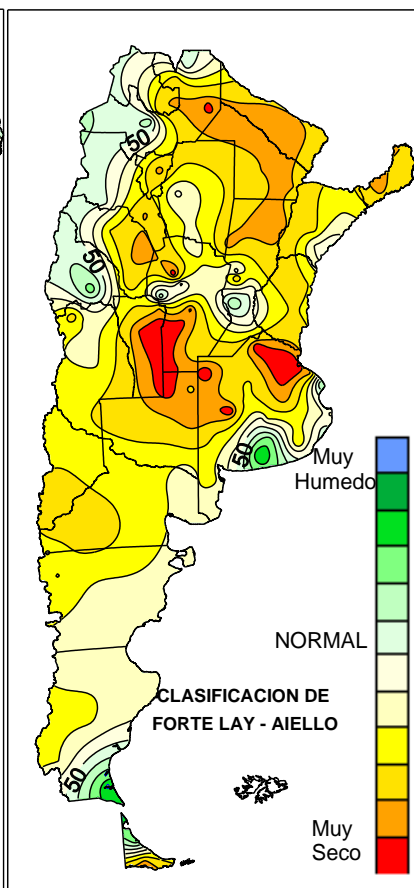 50
50
50
Muy
Humedo
NORMAL
CLASIFICACION DE
FORTE LAY - AIELLO
50
Muy
Seco